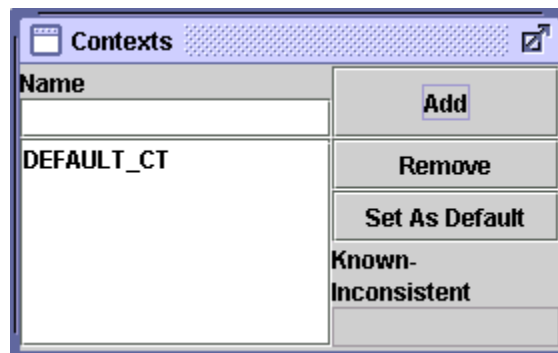 Contexts
Name
Add
DEFAULT_CT
Remove
Set As Default
Known-
Inconsistent